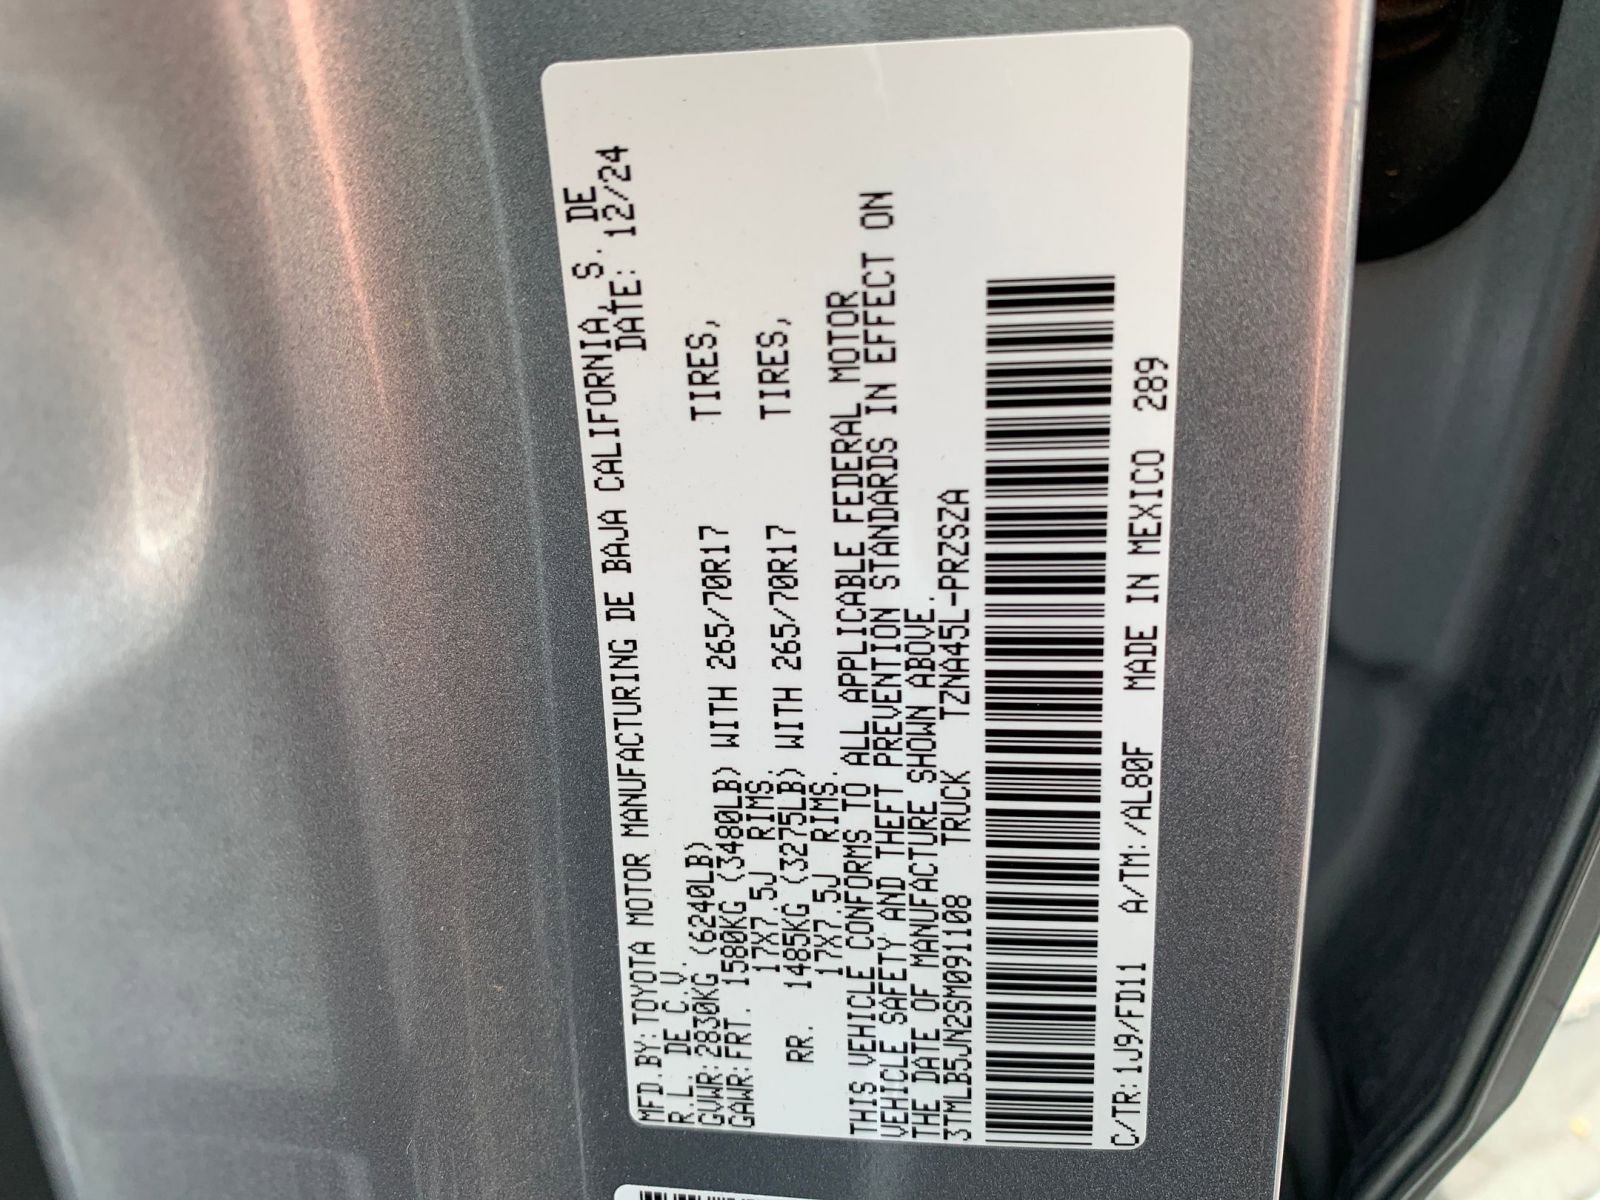 MFD.BY:TOYOTA MOTOR MANUFACTURING DE BAJA CALIFORNIA, S. DE
R.L. DE C.V. DATE: 12/24
GVWR:2830KG (6240LB)
GAWR:FRT. 1580KG (3480LB) WITH 265/70R17 TIRES,
17X7.5J RIMS.
RR. 1485KG (3275LB) WITH 265/70R17 TIRES,
17X7.5J RIMS.
THIS VEHICLE CONFORMS TO ALL APPLICABLE FEDERAL MOTOR
VEHICLE SAFETY AND THEFT PREVENTION STANDARDS IN EFFECT ON
THE DATE OF MANUFACTURE SHOWN ABOVE.
3TMLB5JN2SM091108 TRUCK TZNA45L-PRZSZA
C/TR:1J9/FD11 A/TM:/AL80F MADE IN MEXICO 289